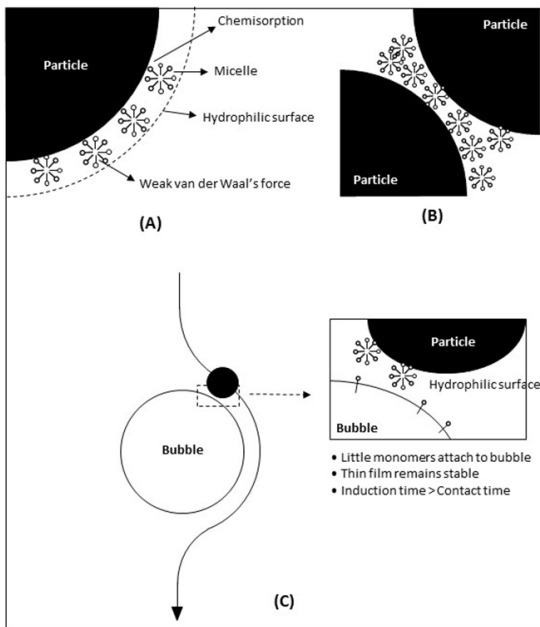 Particle
Chemisorption
Micelle
Hydrophilic surface
Weak van der Waal's force
(A)
Particle
Particle
(B)
Bubble
Particle
Hydrophilic surface
Bubble
• Little monomers attach to bubble
• Thin film remains stable
• Induction time > Contact time
(C)